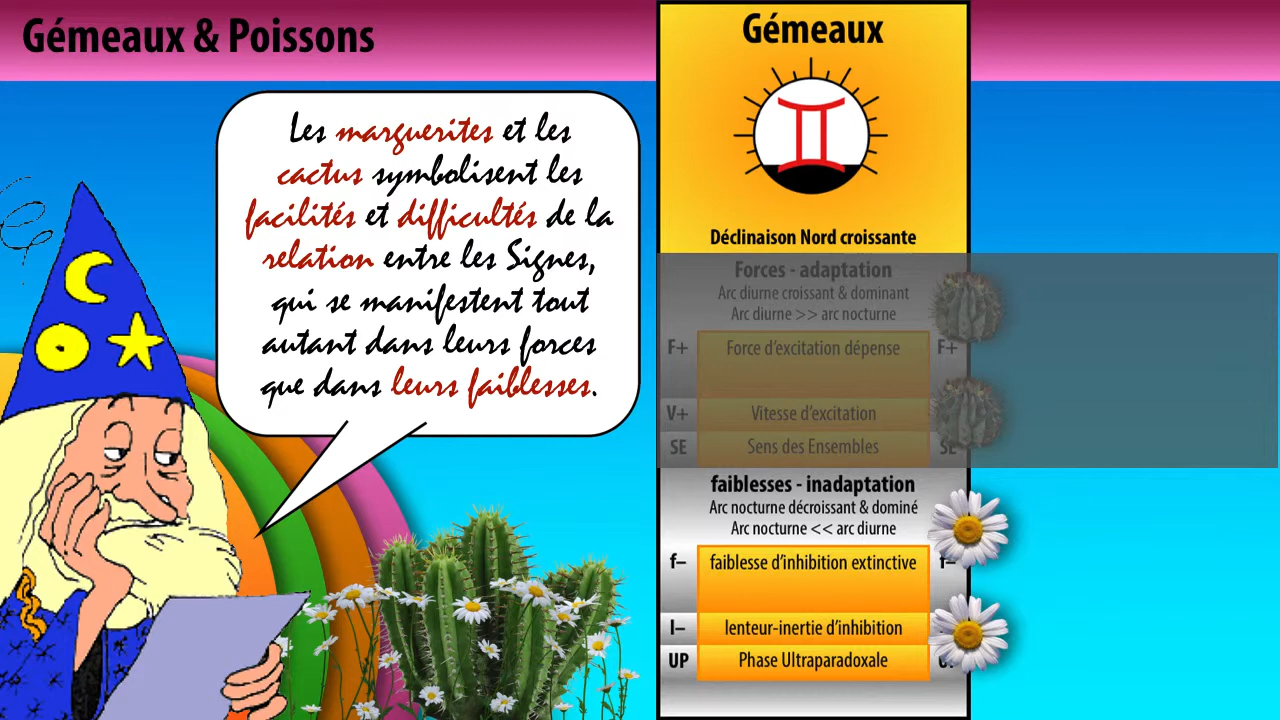 Gémeaux & Poissons
Les marguerites et les
cactus symbolisent les
facilités et difficultés de la
relation entre les Signes,
qui se manifestent tout
autant dans leurs forces
que dans leurs faiblesses.
Gémeaux
Déclinaison Nord croissante
Forces - adaptation
Arc diurne croissant & dominant
Arc diurne >> arc nocturne
F+ Force d'excitation dépense F+
V+ Vitesse d'excitation
SE Sens des Ensembles SE
faiblesses - inadaptation
Arc nocturne décroissant & dominé
Arc nocturne << arc diurne
f– faiblesse d'inhibition extinctive f–
I– lenteur-inertie d'inhibition
UP Phase Ultraparadoxale